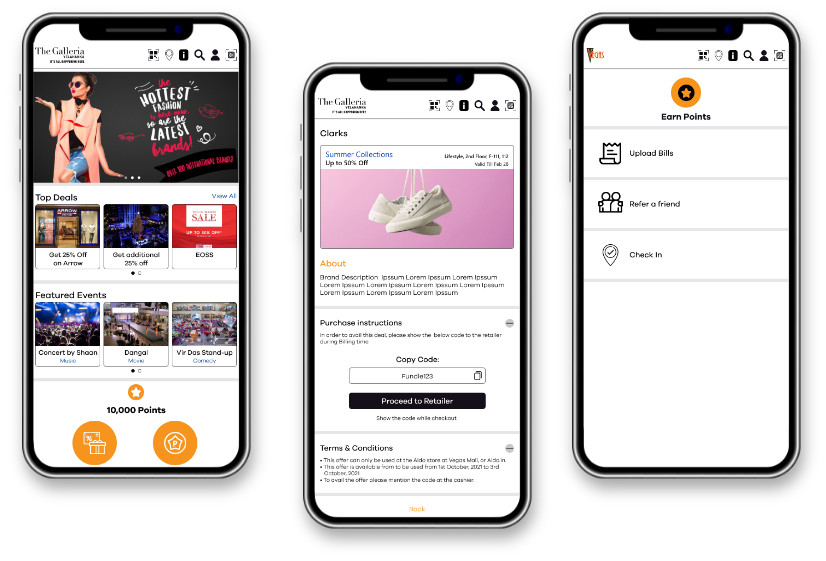 The Galleria
YELAHANKA
IT'S ALL HAPPENING HERE
the
HOTTEST
FASHION
is here now,
so are the
LATEST
brands!
OVER 100 INTERNATIONAL BRANDS!
Top Deals
View All
ARROW
SALE
UP TO 50% OFF
Get 25% Off
on Arrow
Get additional
25% off
EOSS
Featured Events
Concert by Shaan
Music
Dangal
Movie
Vir Das Stand-up
Comedy
10,000 Points
The Galleria
YELAHANKA
IT'S ALL HAPPENING HERE
Clarks
Summer Collections
Up to 50% Off
Lifestyle, 2nd Floor, F-111, 112
Valid Till Feb 28
About
Brand Description Ipssum Lorem Ipssum Lorem Ipssum
Lorem Ipssum Lorem Ipssum Lorem Ipssum Lorem Ipssum
Lorem Ipssum Lorem Ipssum Lorem Ipssum
Purchase instructions
In order to avail this deal, please show the below code to the retailer
during Billing time
Copy Code:
Funcle123
Proceed to Retailer
Show the code while checkout
Terms & Conditions
• This offer can only be used at the Aldo store at Vegas Mall, or Aldo.in.
• This offer is available from to be used from 1st October, 2021 to 3rd
October, 2021
• To avail the offer please mention the code at the cashier.
Back
Earn Points
Upload Bills
Refer a friend
Check In